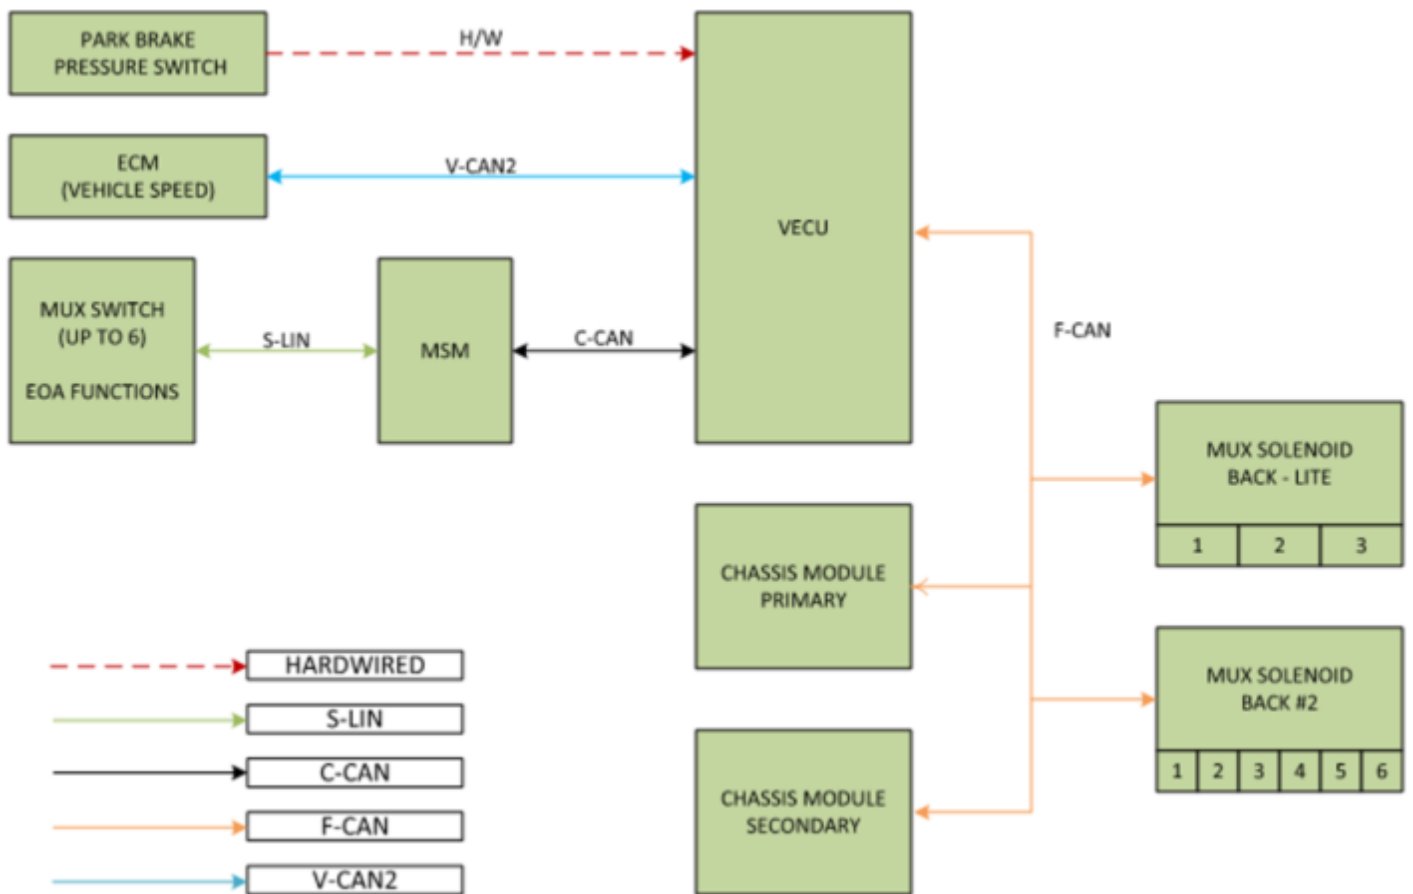 PARK BRAKE
PRESSURE SWITCH
H/W
ECM
(VEHICLE SPEED)
V-CAN2
VECU
MUX SWITCH
(UP TO 6)
EOA FUNCTIONS
S-LIN
MSM
C-CAN
F-CAN
MUX SOLENOID
BACK - LITE
1 2 3
CHASSIS MODULE
PRIMARY
MUX SOLENOID
BACK #2
1 2 3 4 5 6
CHASSIS MODULE
SECONDARY
HARDWIRED
S-LIN
C-CAN
F-CAN
V-CAN2